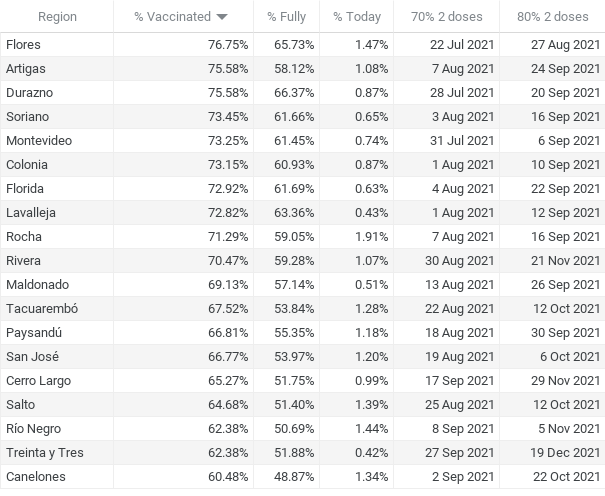 Region % Vaccinated % Fully % Today 70% 2 doses 80% 2 doses
Flores 76.75% 65.73% 1.47% 22 Jul 2021 27 Aug 2021
Artigas 75.58% 58.12% 1.08% 7 Aug 2021 24 Sep 2021
Durazno 75.58% 66.37% 0.87% 28 Jul 2021 20 Sep 2021
Soriano 73.45% 61.66% 0.65% 3 Aug 2021 16 Sep 2021
Montevideo 73.25% 61.45% 0.74% 31 Jul 2021 6 Sep 2021
Colonia 73.15% 60.93% 0.87% 1 Aug 2021 10 Sep 2021
Florida 72.92% 61.69% 0.63% 4 Aug 2021 22 Sep 2021
Lavalleja 72.82% 63.36% 0.43% 1 Aug 2021 12 Sep 2021
Rocha 71.29% 59.05% 1.91% 7 Aug 2021 16 Sep 2021
Rivera 70.47% 59.28% 1.07% 30 Aug 2021 21 Nov 2021
Maldonado 69.13% 57.14% 0.51% 13 Aug 2021 26 Sep 2021
Tacuarembó 67.52% 53.84% 1.28% 22 Aug 2021 12 Oct 2021
Paysandú 66.81% 55.35% 1.18% 18 Aug 2021 30 Sep 2021
San José 66.77% 53.97% 1.20% 19 Aug 2021 6 Oct 2021
Cerro Largo 65.27% 51.75% 0.99% 17 Sep 2021 29 Nov 2021
Salto 64.68% 51.40% 1.39% 25 Aug 2021 12 Oct 2021
Río Negro 62.38% 50.69% 1.44% 8 Sep 2021 5 Nov 2021
Treinta y Tres 62.38% 51.88% 0.42% 27 Sep 2021 19 Dec 2021
Canelones 60.48% 48.87% 1.34% 2 Sep 2021 22 Oct 2021